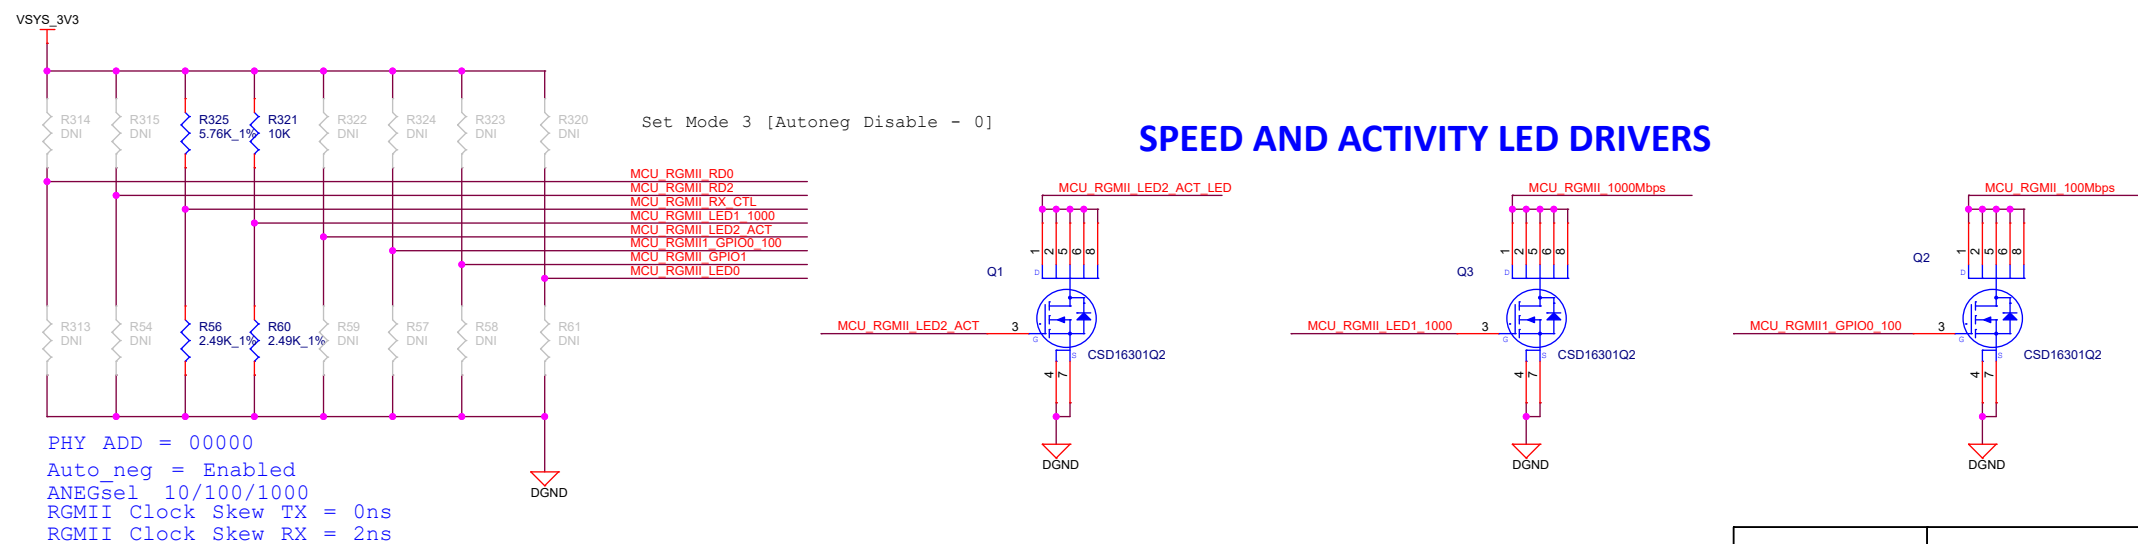 VSYS_3V3
R314
DNI
R315
DNI
R325
5.76K_1%
R321
10K
R322
DNI
R324
DNI
R323
DNI
R320
DNI
Set Mode 3 [Autoneg Disable - 0]
SPEED AND ACTIVITY LED DRIVERS
MCU_RGMII_RD0
MCU_RGMII_RD2
MCU_RGMII_RX_CTL
MCU_RGMII_LED1_1000
MCU_RGMII_LED2_ACT
MCU_RGMII1_GPIO0_100
MCU_RGMII_GPIO1
MCU_RGMII_LED0
R313
DNI
R54
DNI
R56
2.49K_1%
R60
2.49K_1%
R59
DNI
R57
DNI
R58
DNI
R61
DNI
DGND
PHY ADD = 00000
Auto_neg = Enabled
ANEGsel 10/100/1000
RGMII Clock Skew TX = 0ns
RGMII Clock Skew RX = 2ns
MCU_RGMII_LED2_ACT_LED
1 2 5 6 8
Q1
D
MCU_RGMII_LED2_ACT
3
G
S
CSD16301Q2
4 7
DGND
MCU_RGMII_1000Mbps
1 2 5 6 8
Q3
D
MCU_RGMII_LED1_1000
3
G
S
CSD16301Q2
4 7
DGND
MCU_RGMII_100Mbps
1 2 5 6 8
Q2
D
MCU_RGMII1_GPIO0_100
3
G
S
CSD16301Q2
4 7
DGND